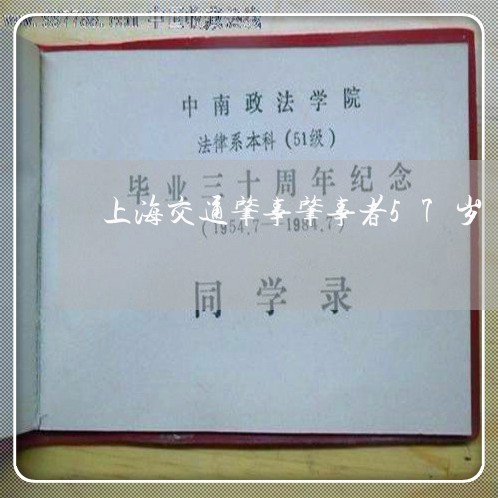 中南政法学院
法律系本科(51级)
毕业三十周年纪念
上海交通肇事肇事者57岁
(1954.7—1984.7)
同学录